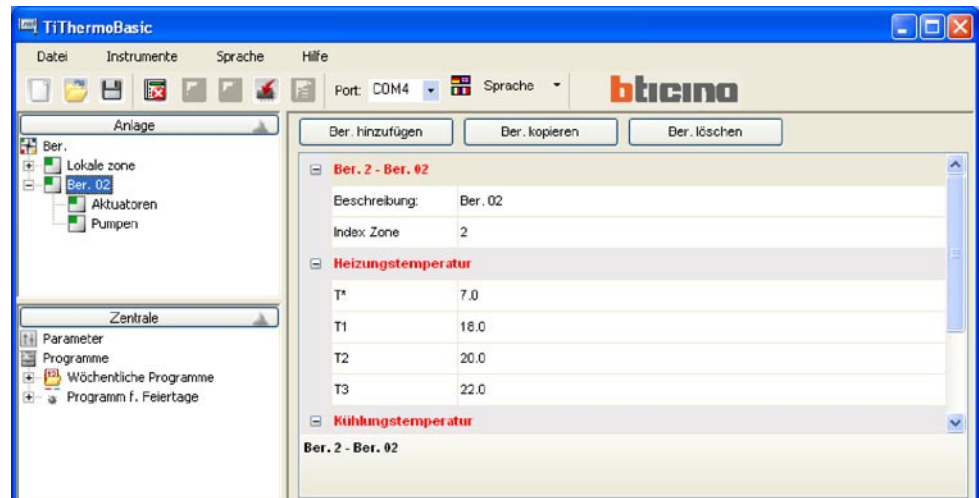 TiThermoBasic
Datei Instrumente Sprache Hilfe
Port: COM4 Sprache
bticino
Anlage
Ber.
Lokale zone
Ber. 02
Aktuatoren
Pumpen
Zentrale
Parameter
Programme
Wöchentliche Programme
Programm f. Feiertage
Ber. hinzufügen Ber. kopieren Ber. löschen
Ber. 2 - Ber. 02
Beschreibung: Ber. 02
Index Zone 2
Heizungstemperatur
T* 7.0
T1 18.0
T2 20.0
T3 22.0
Kühlungstemperatur
Ber. 2 - Ber. 02